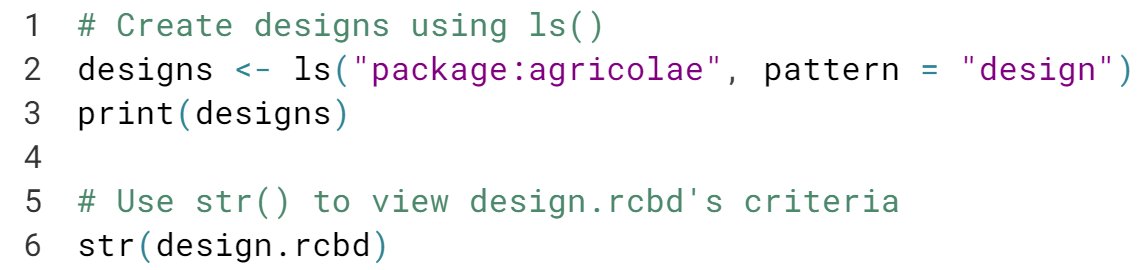 1 # Create designs using ls()
2 designs <- ls("package:agricolae", pattern = "design")
3 print(designs)
4
5 # Use str() to view design.rcbd's criteria
6 str(design.rcbd)